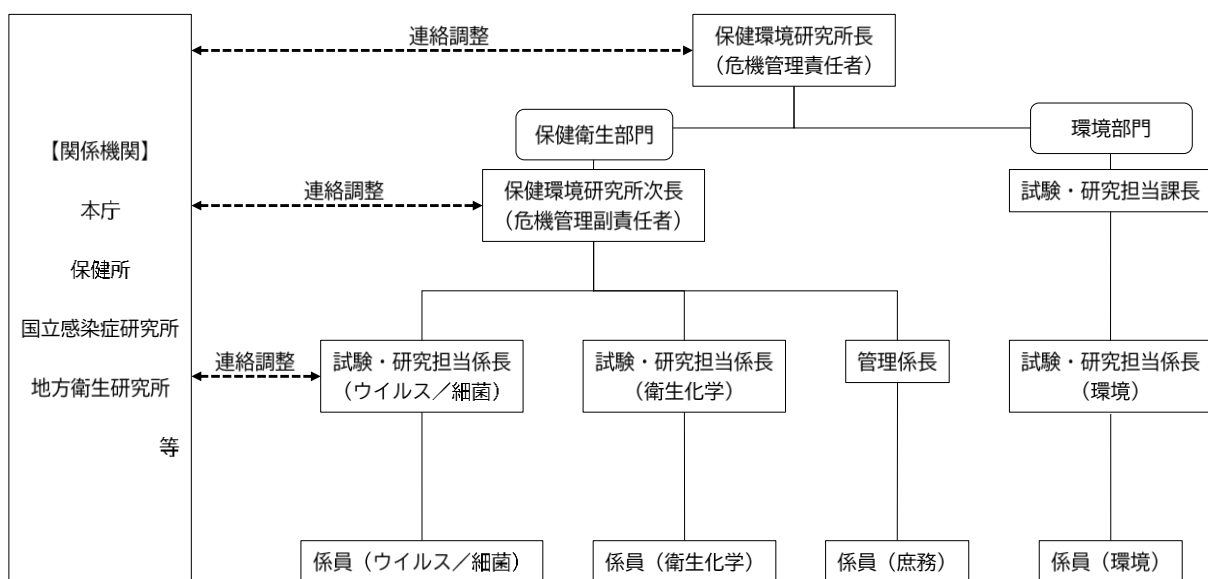 連絡調整
保健環境研究所長
（危機管理責任者）
保健衛生部門
環境部門
【関係機関】
本庁
保健所
国立感染症研究所
地方衛生研究所
等
連絡調整
保健環境研究所次長
（危機管理副責任者）
試験・研究担当課長
連絡調整
試験・研究担当係長
（ウイルス／細菌）
試験・研究担当係長
（衛生化学）
管理係長
試験・研究担当係長
（環境）
係員（ウイルス／細菌）
係員（衛生化学）
係員（庶務）
係員（環境）